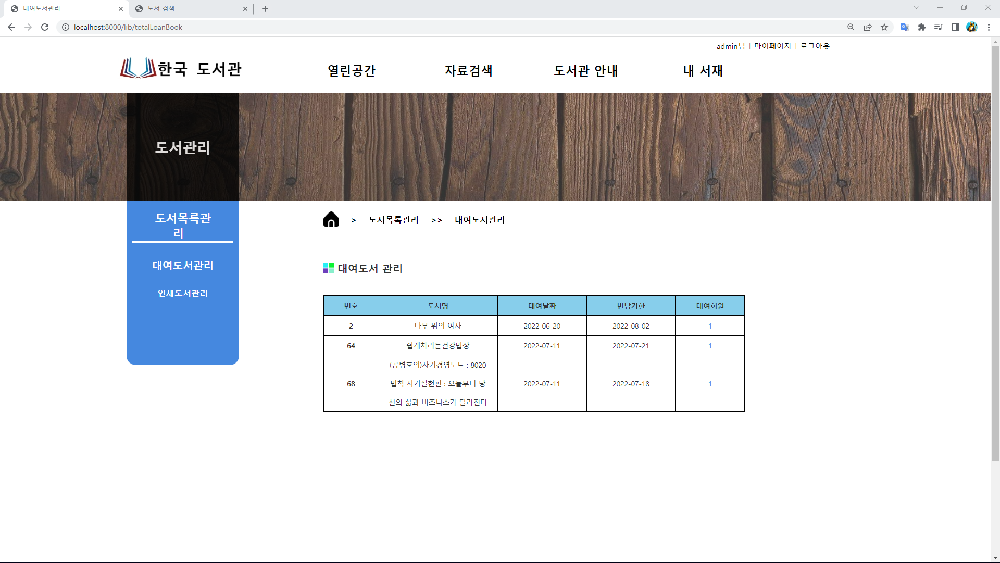 대여도서관리
도서 검색
localhost:8000/lib/totalLoanBook
admin님 | 마이페이지 | 로그아웃
한국 도서관
열린공간 자료검색 도서관 안내 내 서재
도서관리
도서목록관
리
대여도서관리
연체도서관리
> 도서목록관리 >> 대여도서관리
대여도서 관리
번호 도서명 대여날짜 반납기한 대여회원
2 나무 위의 여자 2022-06-20 2022-08-02 1
64 쉽게차리는건강밥상 2022-07-11 2022-07-21 1
(공병호의)자기경영노트 : 8020
68 법칙 자기실현편 : 오늘부터 당 2022-07-11 2022-07-18 1
신의 삶과 비즈니스가 달라진다